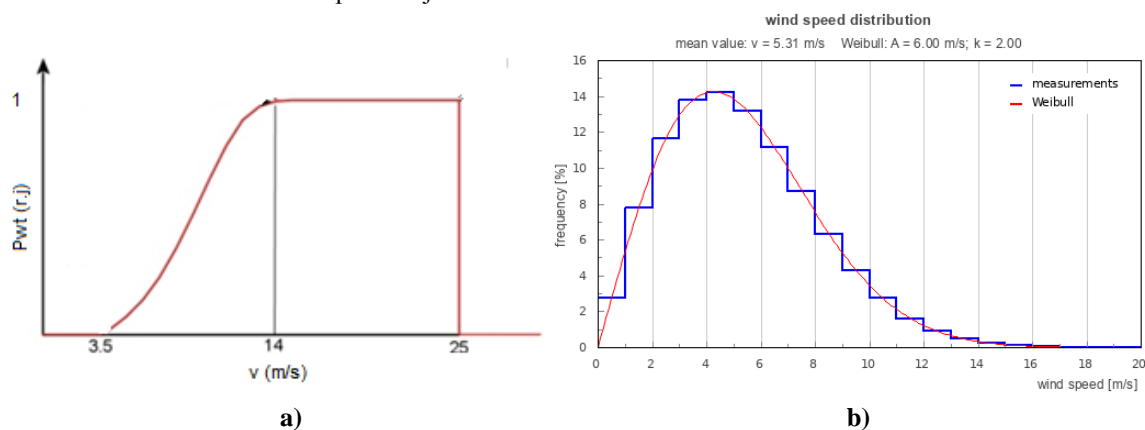 1
Pwt (r.j)
3.5
14
25
v (m/s)
a)
wind speed distribution
mean value: v = 5.31 m/s Weibull: A = 6.00 m/s; k = 2.00
16
14
12
10
8
6
4
2
0
frequency [%]
measurements
Weibull
0 2 4 6 8 10 12 14 16 18 20
wind speed [m/s]
b)